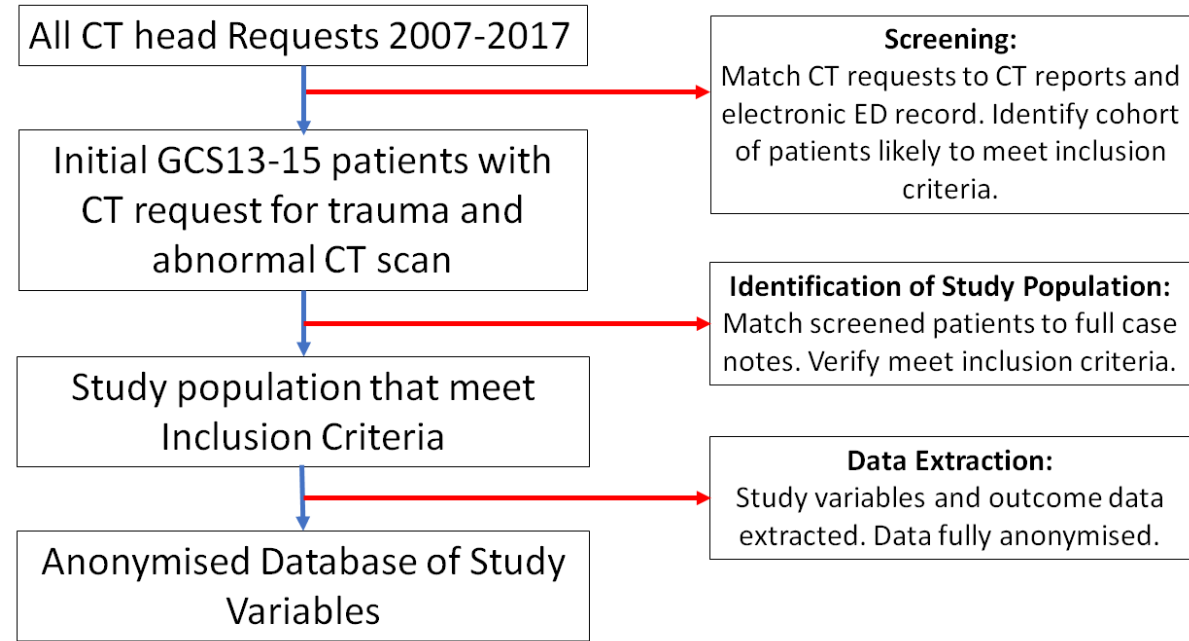 All CT head Requests 2007-2017
Screening:
Match CT requests to CT reports and
electronic ED record. Identify cohort
of patients likely to meet inclusion
criteria.
Initial GCS13-15 patients with
CT request for trauma and
abnormal CT scan
Identification of Study Population:
Match screened patients to full case
notes. Verify meet inclusion criteria.
Study population that meet
Inclusion Criteria
Data Extraction:
Study variables and outcome data
extracted. Data fully anonymised.
Anonymised Database of Study
Variables